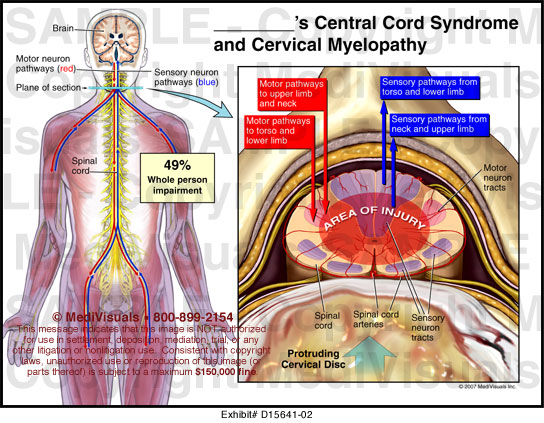 ____________'s Central Cord Syndrome
and Cervical Myelopathy
Brain
Motor neuron
pathways (red)
Sensory neuron
pathways (blue)
Plane of section
Spinal
cord
49%
Whole person
impairment
Motor pathways
to upper limb
and neck
Motor pathways
to torso and
lower limb
Sensory pathways from
torso and lower limb
Sensory pathways from
neck and upper limb
Motor
neuron
tracts
AREA OF INJURY
Spinal
cord
Spinal cord
arteries
Sensory
neuron
tracts
Protruding
Cervical Disc
© MediVisuals • 800-899-2154
This message indicates that this image is NOT authorized
for use in settlement, deposition, mediation, trial, or any
other litigation or nonlitigation use. Consistent with copyright
laws, unauthorized use or reproduction of this image (or
parts thereof) is subject to a maximum $150,000 fine
© 2007 MediVisuals Inc.
Exhibit# D15641-02